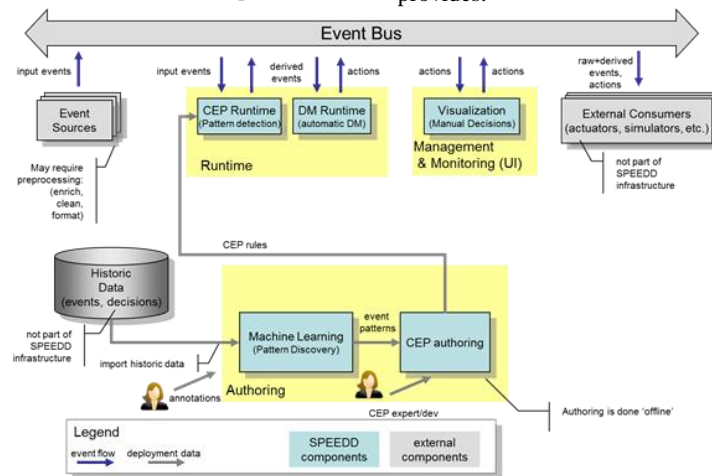 provides.
Event Bus
input events
input events
derived
events
actions
actions
actions
raw+derived
events,
actions
Event
Sources
CEP Runtime
(Pattern detection)
DM Runtime
(automatic DM)
Visualization
(Manual Decisions)
External Consumers
(actuators, simulators, etc.)
Runtime
Management
& Monitoring (UI)
May require
preprocessing:
(enrich,
clean,
format)
not part of
SPEEDD
infrastructure
CEP rules
Historic
Data
(events, decisions)
not part of
SPEEDD
infrastructure
Machine Learning
(Pattern Discovery)
event
patterns
CEP authoring
import historic data
annotations
Authoring
CEP expert/dev
Authoring is done ‘offline’
Legend
event flow
deployment data
SPEEDD
components
external
components